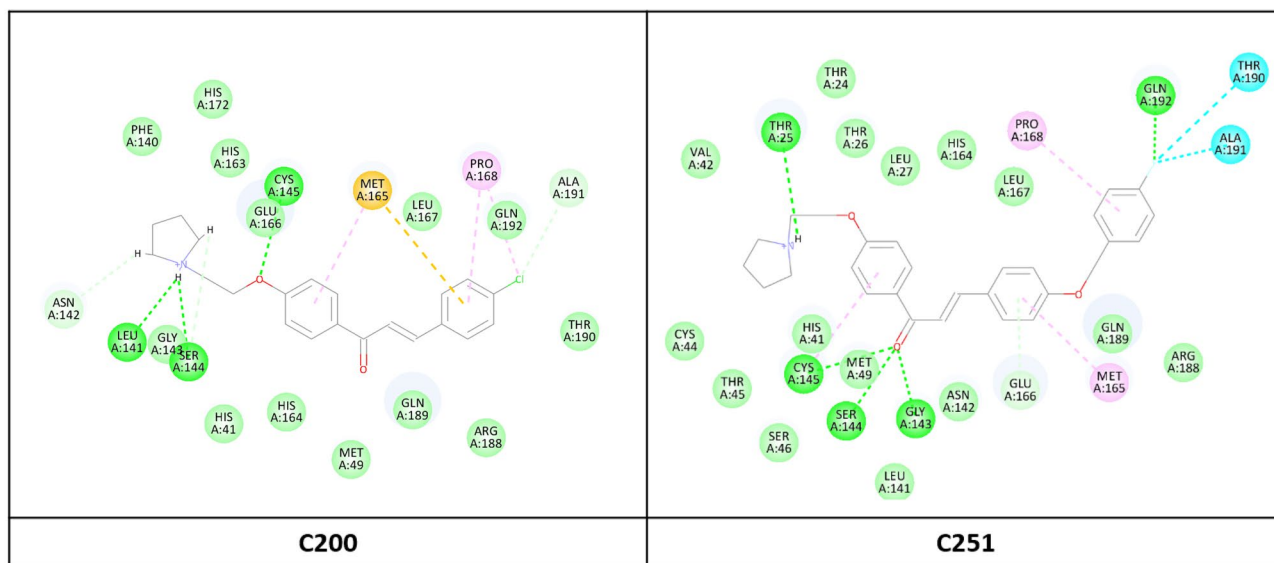 HIS
A:172
PHE
A:140
HIS
A:163
CYS
A:145
GLU
A:166
MET
A:165
LEU
A:167
PRO
A:168
GLN
A:192
ALA
A:191
H
H
N
+
H
O
Cl
ASN
A:142
LEU
A:141
GLY
A:143
SER
A:144
O
THR
A:190
HIS
A:41
HIS
A:164
MET
A:49
GLN
A:189
ARG
A:188
C200
THR
A:24
THR
A:25
THR
A:26
VAL
A:42
LEU
A:27
HIS
A:164
LEU
A:167
PRO
A:168
GLN
A:192
THR
A:190
ALA
A:191
H
N
+
O
O
O
CYS
A:44
HIS
A:41
CYS
A:145
MET
A:49
THR
A:45
SER
A:46
SER
A:144
GLY
A:143
ASN
A:142
LEU
A:141
GLU
A:166
GLN
A:189
MET
A:165
ARG
A:188
C251